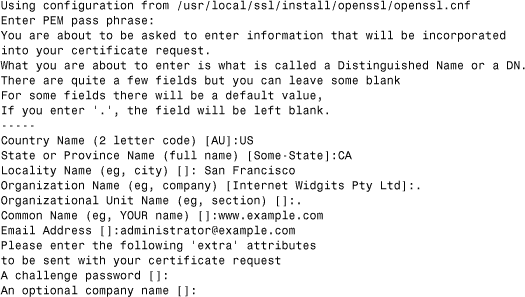 Using configuration from /usr/local/ssl/install/openssl/openssl.cnf
Enter PEM pass phrase:
You are about to be asked to enter information that will be incorporated
into your certificate request.
What you are about to enter is what is called a Distinguished Name or a DN.
There are quite a few fields but you can leave some blank
For some fields there will be a default value,
If you enter '.', the field will be left blank.
-----
Country Name (2 letter code) [AU]:US
State or Province Name (full name) [Some-State]:CA
Locality Name (eg, city) []: San Francisco
Organization Name (eg, company) [Internet Widgits Pty Ltd]:.
Organizational Unit Name (eg, section) []:.
Common Name (eg, YOUR name) []:www.example.com
Email Address []:administrator@example.com
Please enter the following 'extra' attributes
to be sent with your certificate request
A challenge password []:
An optional company name []: